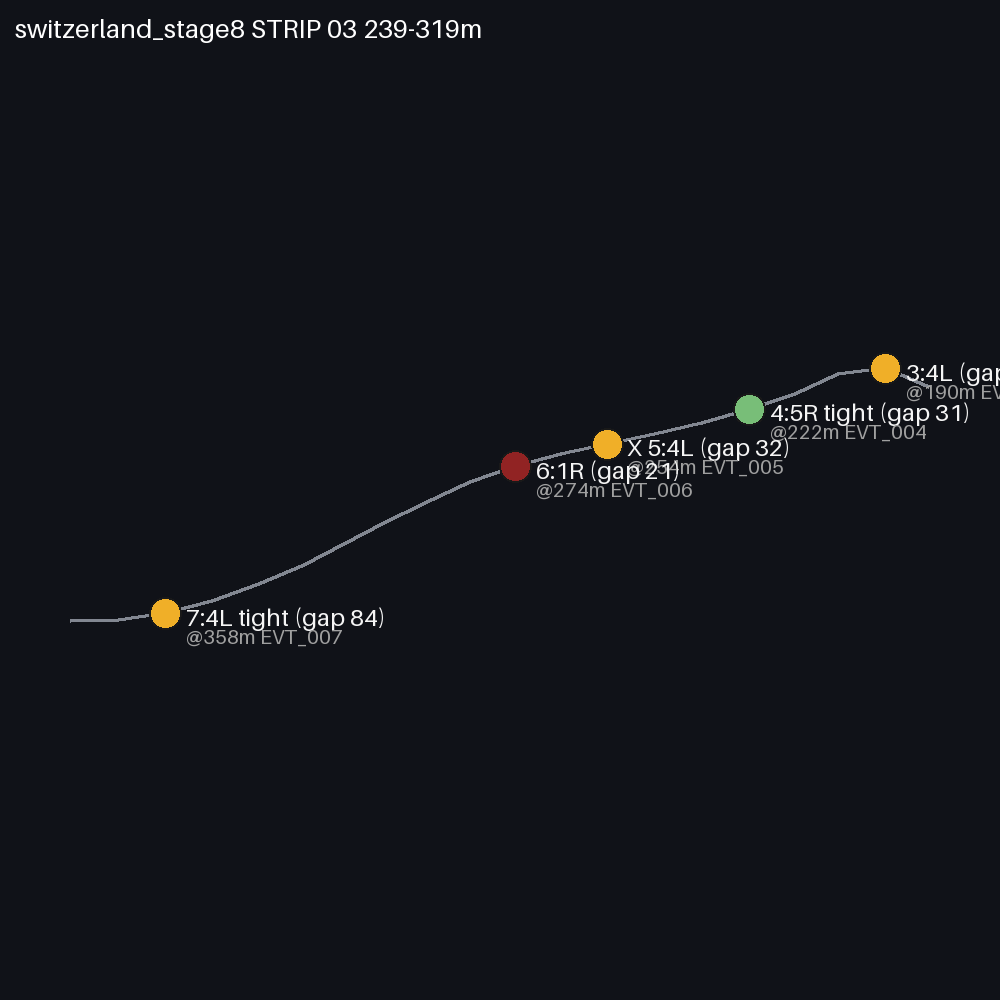 switzerland_stage8 STRIP 03 239-319m
3:4L (gap
@190m EV
4:5R tight (gap 31)
@222m EVT_004
X 5:4L (gap 32)
@254m EVT_005
6:1R (gap 21)
@274m EVT_006
7:4L tight (gap 84)
@358m EVT_007